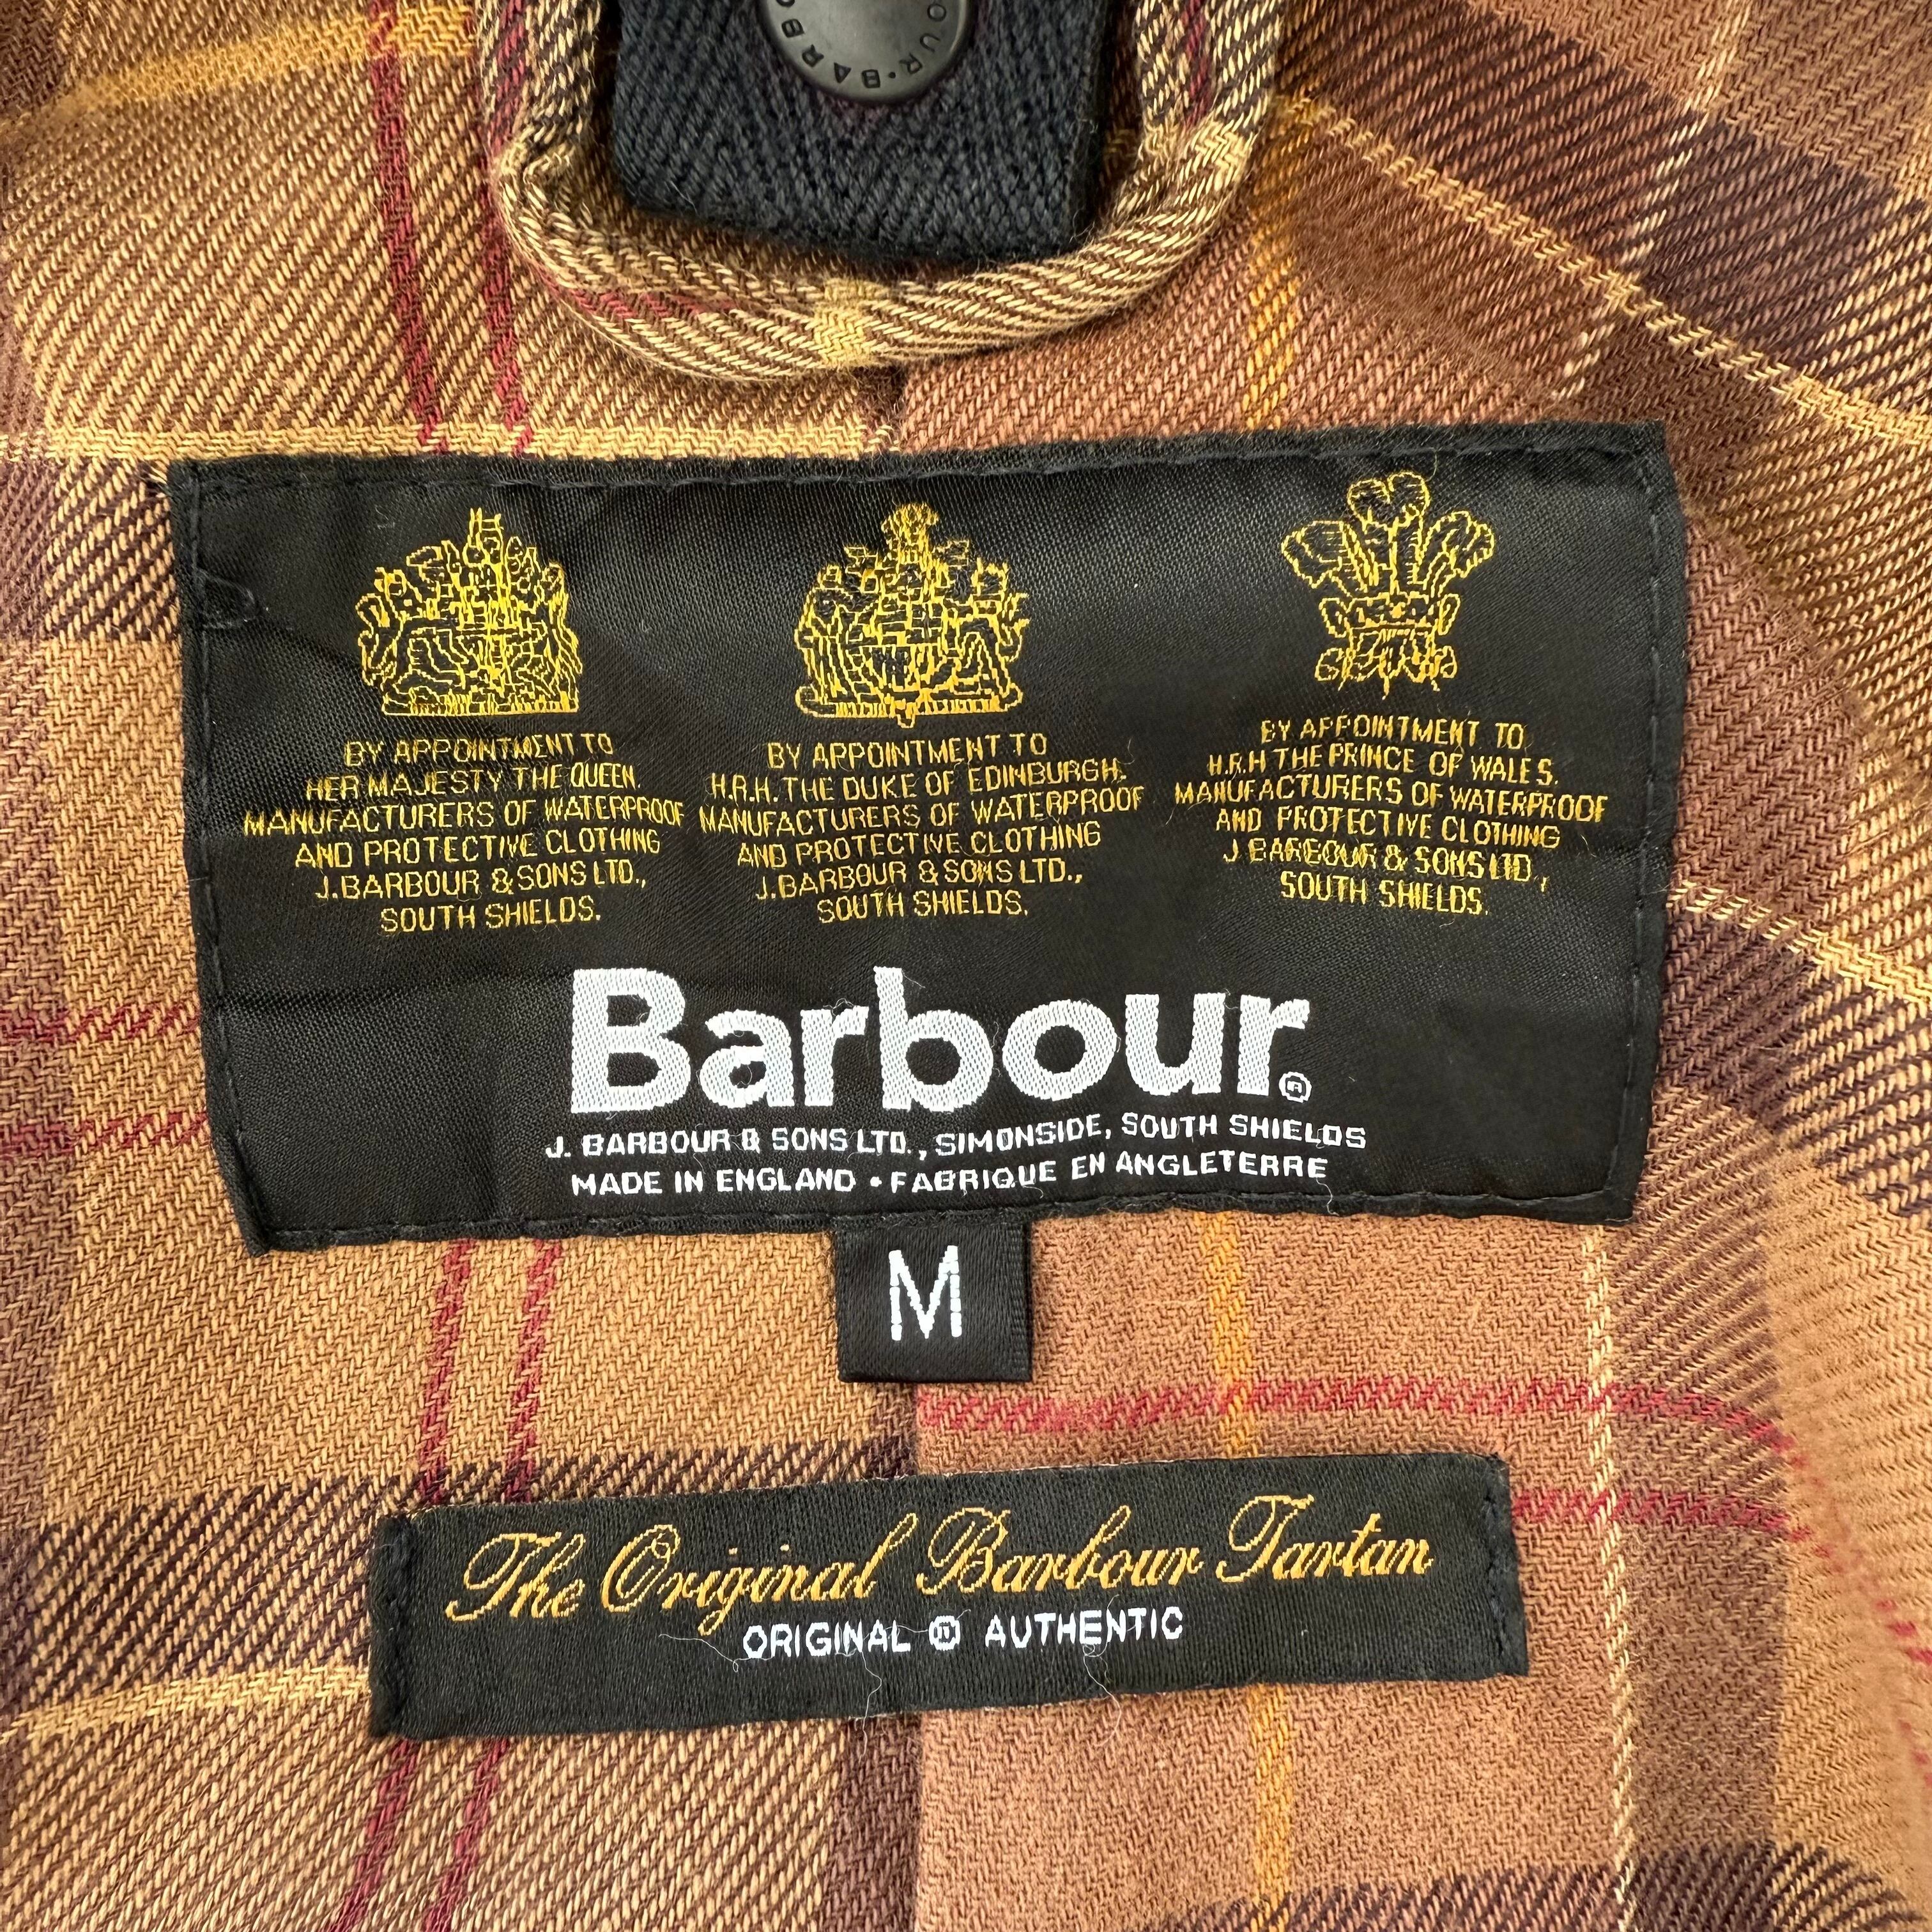 BARBOUR·BARBO
BY APPOINTMENT TO
HER MAJESTY THE QUEEN.
MANUFACTURERS OF WATERPROOF
AND PROTECTIVE CLOTHING
J.BARBOUR & SONS LTD.,
SOUTH SHIELDS.
BY APPOINTMENT TO
H.R.H. THE DUKE OF EDINBURGH.
MANUFACTURERS OF WATERPROOF
AND PROTECTIVE CLOTHING
J.BARBOUR & SONS LTD.,
SOUTH SHIELDS.
BY APPOINTMENT TO
H.R.H THE PRINCE OF WALES.
MANUFACTURERS OF WATERPROOF
AND PROTECTIVE CLOTHING
J BARBOUR & SONS LTD.,
SOUTH SHIELDS.
Barbour®
J. BARBOUR & SONS LTD., SIMONSIDE, SOUTH SHIELDS
MADE IN ENGLAND • FABRIQUE EN ANGLETERRE
M
The Original Barbour Tartan
ORIGINAL AUTHENTIC